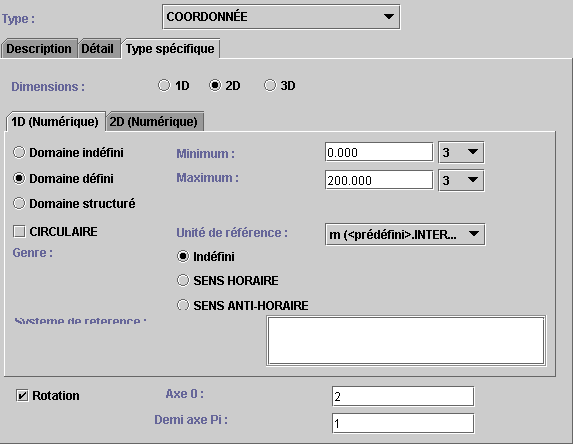 Type :
COORDONNÉE
Description Détail Type spécifique
Dimensions : 1D 2D 3D
1D (Numérique) 2D (Numérique)
Domaine indéfini Minimum : 0.000 3
Domaine défini Maximum : 200.000 3
Domaine structuré
CIRCULAIRE Unité de référence : m (<prédéfini>.INTER...
Genre : Indéfini
SENS HORAIRE
SENS ANTI-HORAIRE
Système de référence :
Rotation Axe 0 : 2
Demi axe Pi : 1